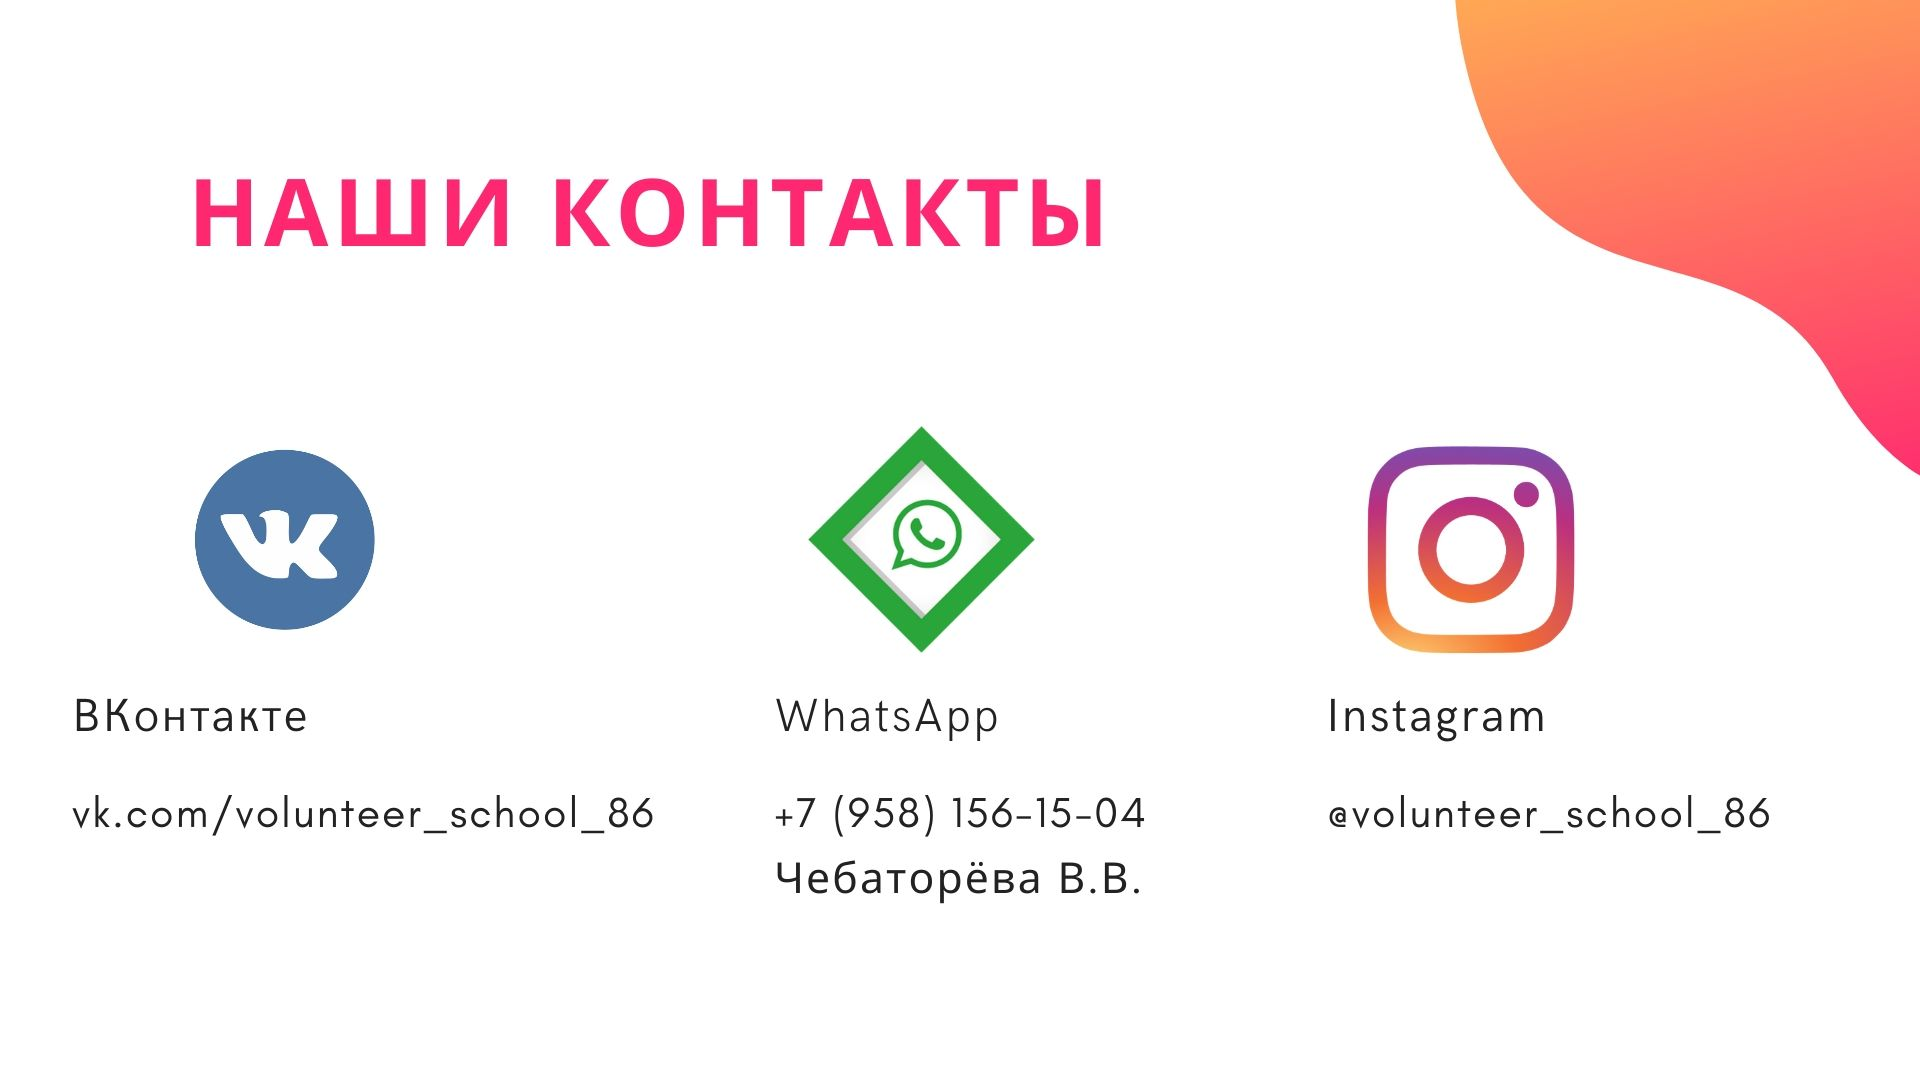 НАШИ КОНТАКТЫ
ВКонтакте
vk.com/volunteer_school_86
WhatsApp
+7 (958) 156-15-04
Чебаторёва В.В.
Instagram
@volunteer_school_86